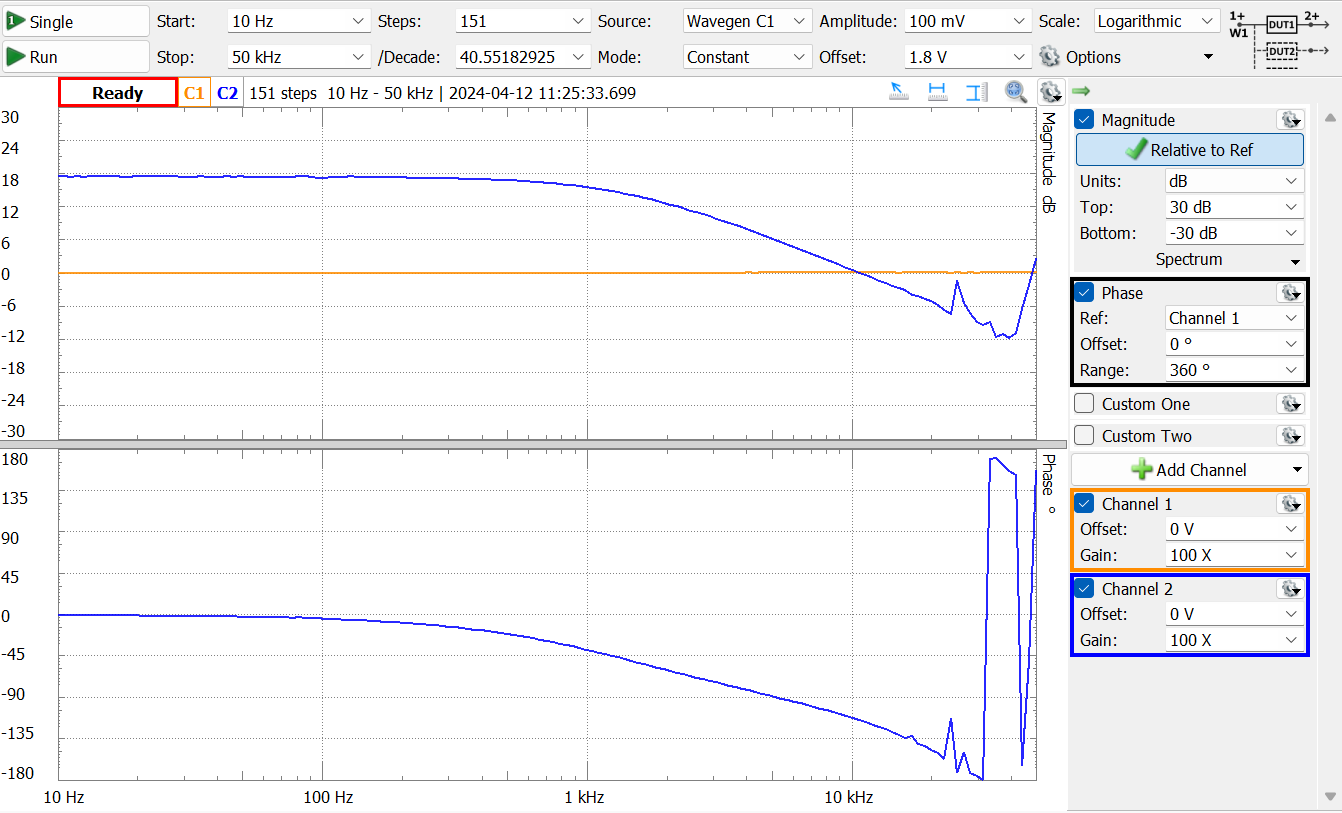 Single Start: 10 Hz Steps: 151 Source: Wavegen C1 Amplitude: 100 mV Scale: Logarithmic
Run Stop: 50 kHz /Decade: 40.55182925 Mode: Constant Offset: 1.8 V Options
1+ W1 DUT1 2+ DUT2
Ready C1 C2 151 steps 10 Hz - 50 kHz | 2024-04-12 11:25:33.699
30
24
18
12
6
0
-6
-12
-18
-24
-30
Magnitude dB
180
135
90
45
0
-45
-90
-135
-180
Phase °
10 Hz 100 Hz 1 kHz 10 kHz
Magnitude
Relative to Ref
Units: dB
Top: 30 dB
Bottom: -30 dB
Spectrum
Phase
Ref: Channel 1
Offset: 0 °
Range: 360 °
Custom One
Custom Two
Add Channel
Channel 1
Offset: 0 V
Gain: 100 X
Channel 2
Offset: 0 V
Gain: 100 X